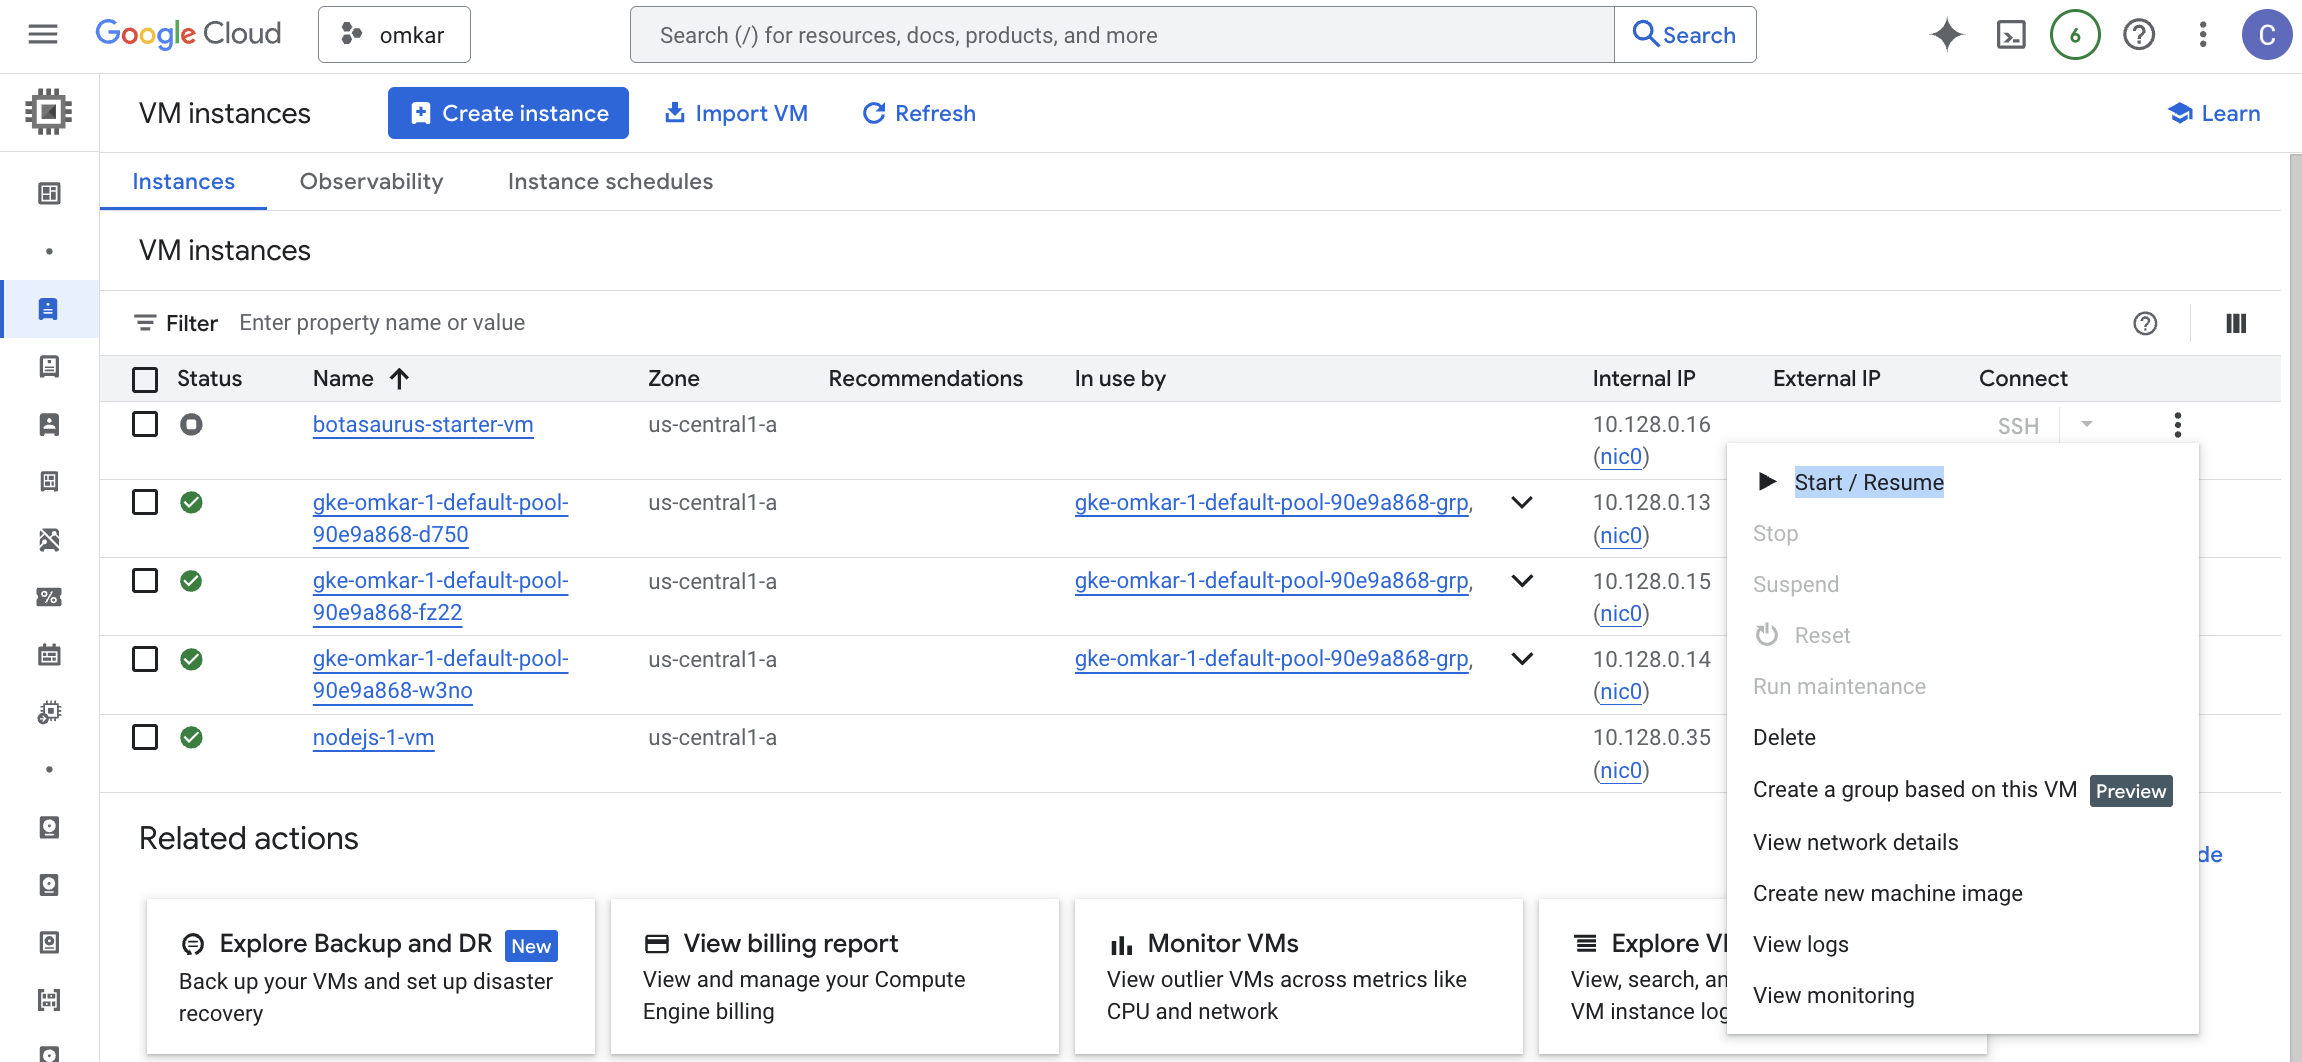 Google Cloud
omkar
Search (/) for resources, docs, products, and more
Search
6
C
VM instances
Create instance
Import VM
Refresh
Learn
Instances
Observability
Instance schedules
VM instances
Filter
Enter property name or value
Status
Name
Zone
Recommendations
In use by
Internal IP
External IP
Connect
botasaurus-starter-vm
us-central1-a
10.128.0.16
(nic0)
SSH
gke-omkar-1-default-pool-
90e9a868-d750
us-central1-a
gke-omkar-1-default-pool-90e9a868-grp,
10.128.0.13
(nic0)
gke-omkar-1-default-pool-
90e9a868-fz22
us-central1-a
gke-omkar-1-default-pool-90e9a868-grp,
10.128.0.15
(nic0)
gke-omkar-1-default-pool-
90e9a868-w3no
us-central1-a
gke-omkar-1-default-pool-90e9a868-grp,
10.128.0.14
(nic0)
nodejs-1-vm
us-central1-a
10.128.0.35
(nic0)
Start / Resume
Stop
Suspend
Reset
Run maintenance
Delete
Create a group based on this VM Preview
View network details
Create new machine image
View logs
View monitoring
Related actions
de
Explore Backup and DR New
Back up your VMs and set up disaster
recovery
View billing report
View and manage your Compute
Engine billing
Monitor VMs
View outlier VMs across metrics like
CPU and network
Explore
View, search,
VM instance